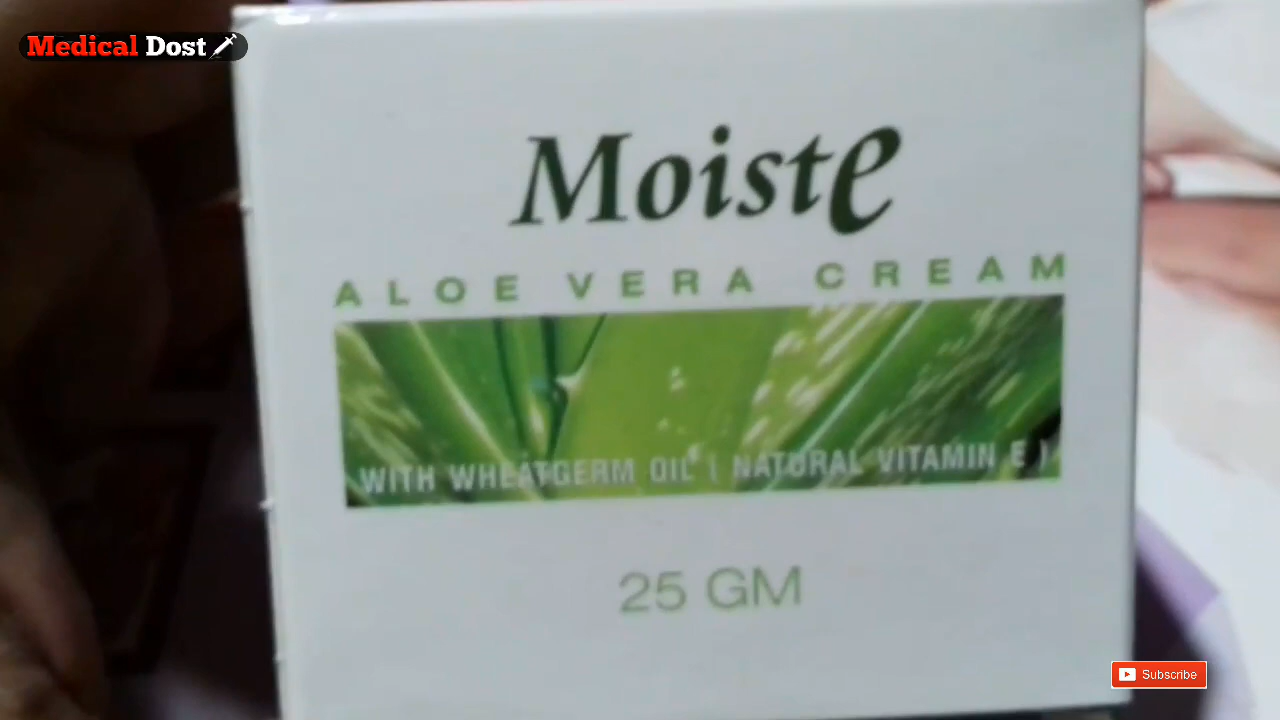 Medical Dost
Moiste
ALOE VERA CREAM
WITH WHEATGERM OIL ( NATURAL VITAMIN E )
25 GM
Subscribe